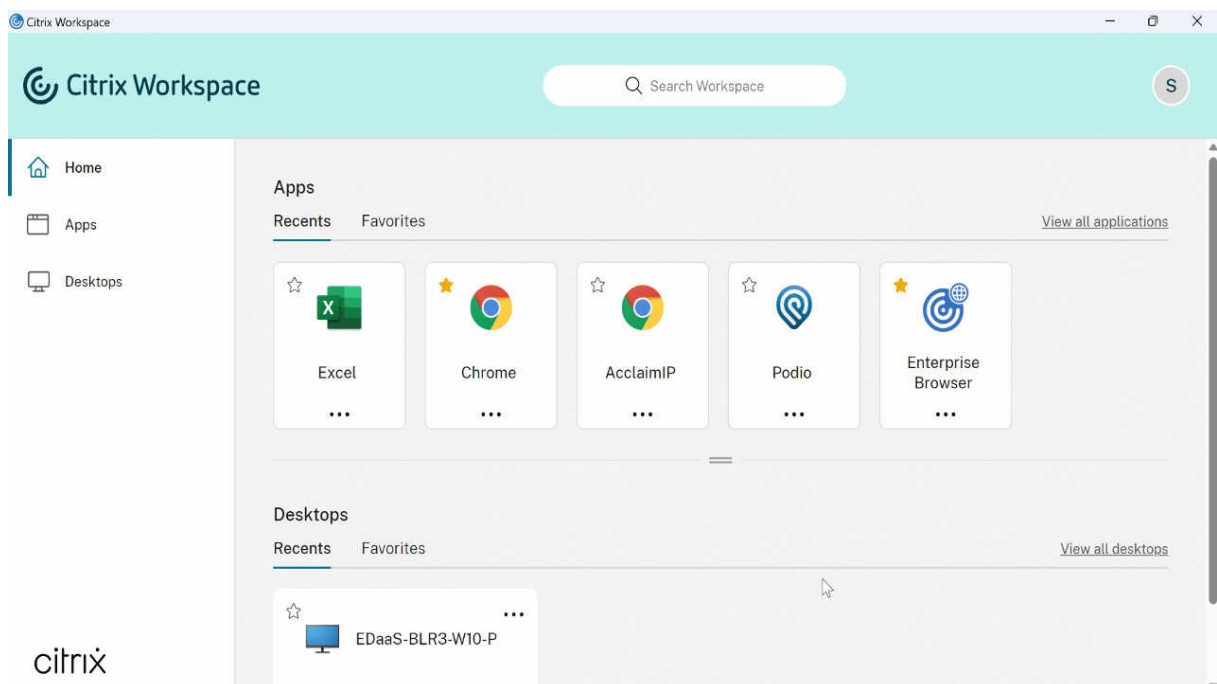 Citrix Workspace
Citrix Workspace
Search Workspace
S
Home
Apps
Desktops
Apps
Recents Favorites
View all applications
Excel
Chrome
AcclaimIP
Podio
Enterprise
Browser
Desktops
Recents Favorites
View all desktops
EDaaS-BLR3-W10-P
citrix